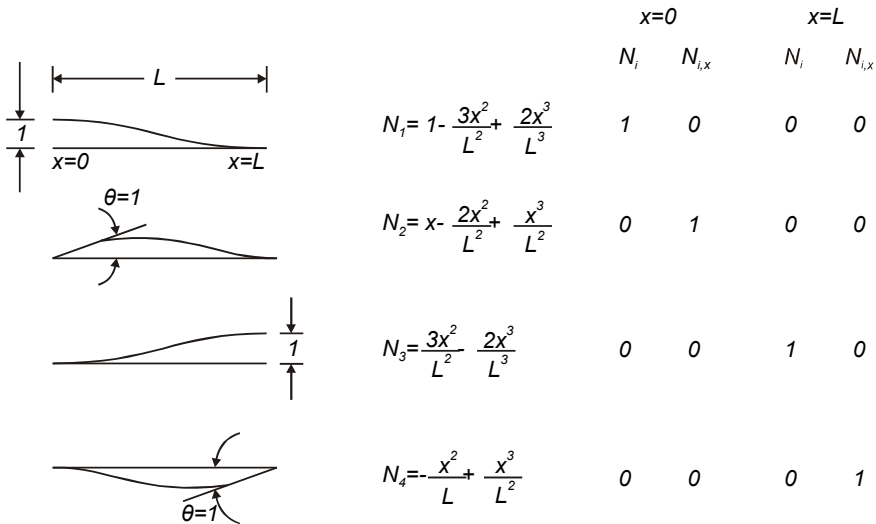 x=0 x=L
N_i N_{i,x} N_i N_{i,x}
L
1
x=0 x=L
N_1= 1- 3x^2/L^2 + 2x^3/L^3 1 0 0 0
θ=1
N_2= x- 2x^2/L^2 + x^3/L^2 0 1 0 0
1
N_3= 3x^2/L^2 - 2x^3/L^3 0 0 1 0
N_4=- x^2/L + x^3/L^2 0 0 0 1
θ=1